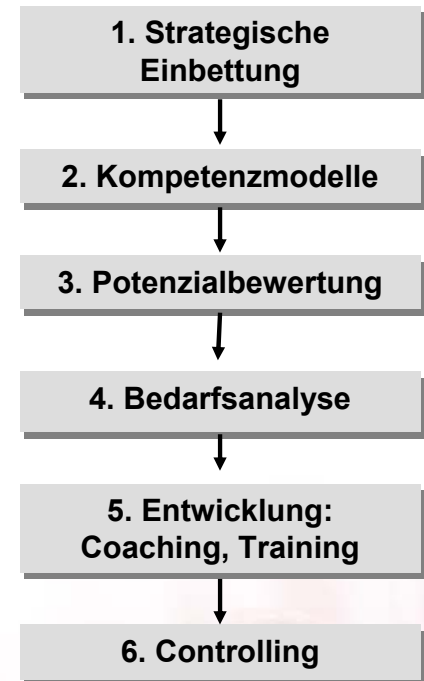 1. Strategische
Einbettung
2. Kompetenzmodelle
3. Potenzialbewertung
4. Bedarfsanalyse
5. Entwicklung:
Coaching, Training
6. Controlling